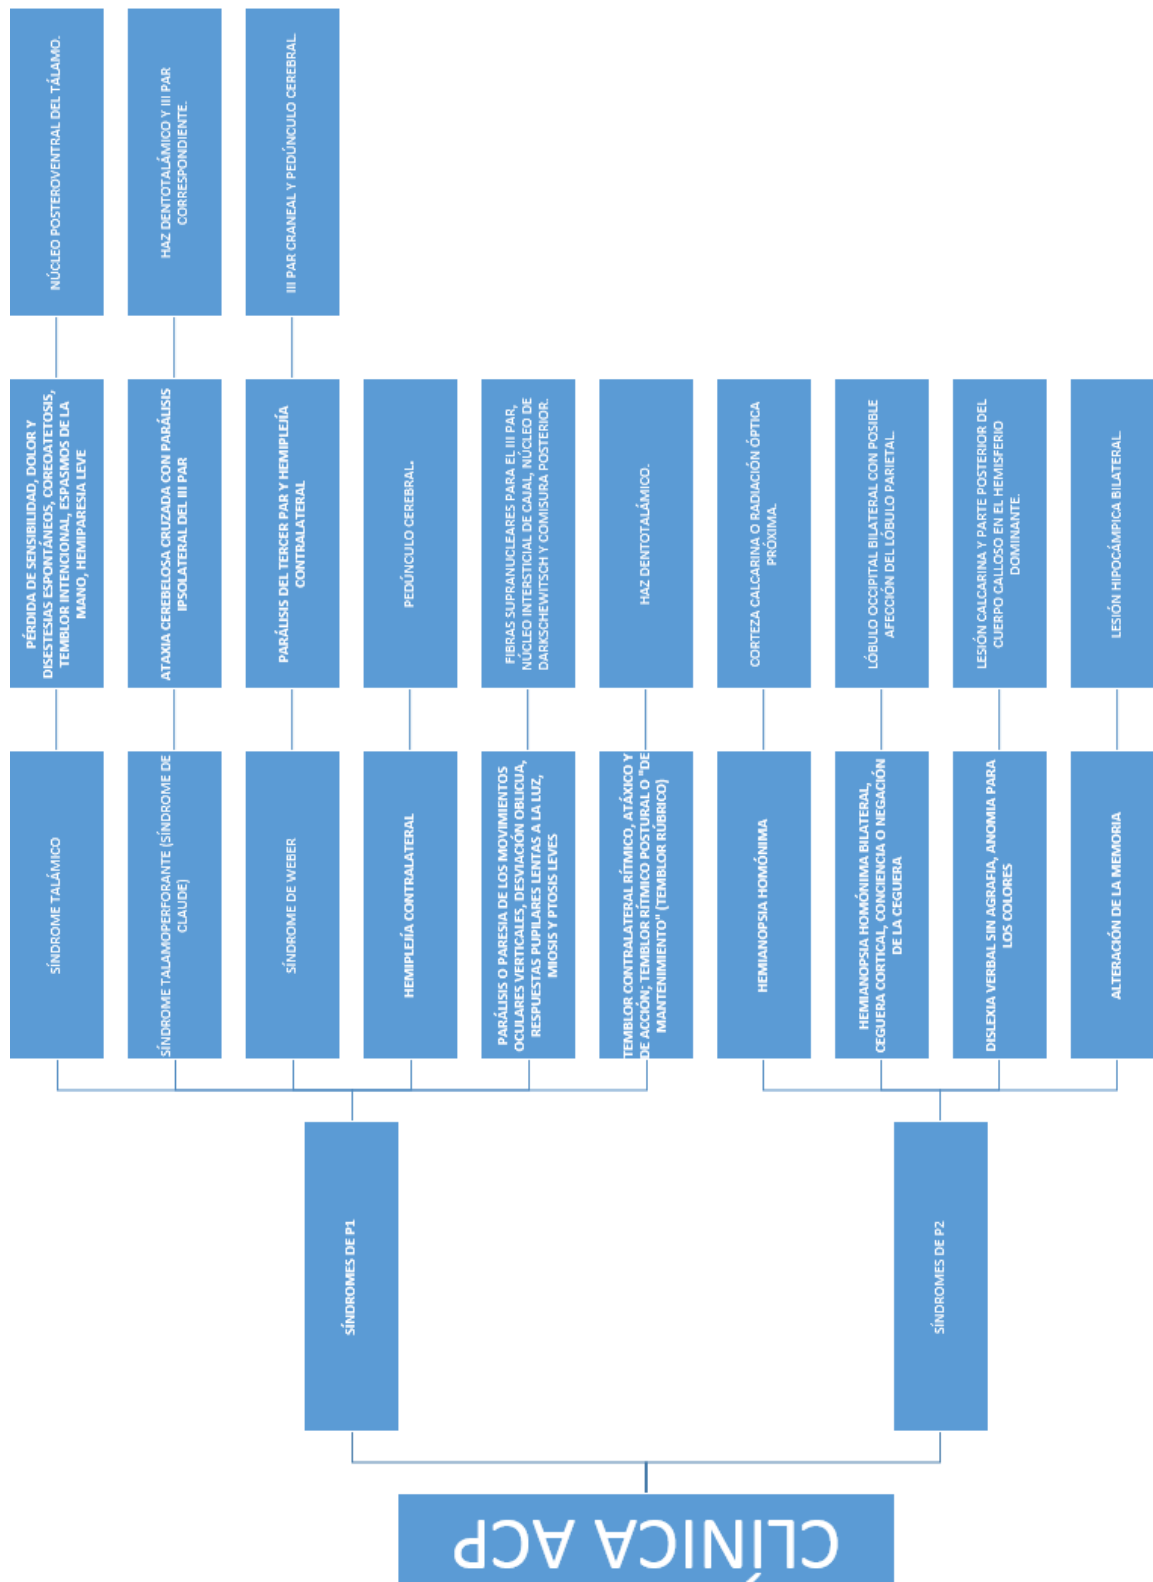 CLÍNICA ACP
SÍNDROMES DE P1
SÍNDROME TALÁMICO
PÉRDIDA DE SENSIBILIDAD, DOLOR Y
DISESTESIAS ESPONTÁNEOS, COREOATETOSIS,
TEMBLOR INTENCIONAL, ESPASMOS DE LA
MANO, HEMIPARESIA LEVE
NÚCLEO POSTEROVENTRAL DEL TÁLAMO.
SÍNDROME TALAMOPERFORANTE (SÍNDROME DE
CLAUDE)
ATAXIA CEREBELOSA CRUZADA CON PARÁLISIS
IPSOLATERAL DEL III PAR
HAZ DENTOTALÁMICO Y III PAR
CORRESPONDIENTE.
SÍNDROME DE WEBER
PARÁLISIS DEL TERCER PAR Y HEMIPLEJÍA
CONTRALATERAL
III PAR CRANEAL Y PEDÚNCULO CEREBRAL.
HEMIPLEJÍA CONTRALATERAL
PEDÚNCULO CEREBRAL.
PARÁLISIS O PARESIA DE LOS MOVIMIENTOS
OCULARES VERTICALES, DESVIACIÓN OBLICUA,
RESPUESTAS PUPILARES LENTAS A LA LUZ,
MIOSIS Y PTOSIS LEVES
FIBRAS SUPRANUCLEARES PARA EL III PAR,
NÚCLEO INTERSTICIAL DE CAJAL, NÚCLEO DE
DARKSCHEWITSCH Y COMISURA POSTERIOR.
TEMBLOR CONTRALATERAL RÍTMICO, ATÁXICO Y
DE ACCIÓN; TEMBLOR RÍTMICO POSTURAL O "DE
MANTENIMIENTO" (TEMBLOR RÚBRICO)
HAZ DENTOTALÁMICO.
SÍNDROMES DE P2
HEMIANOPSIA HOMÓNIMA
CORTEZA CALCARINA O RADIACIÓN ÓPTICA
PRÓXIMA.
HEMIANOPSIA HOMÓNIMA BILATERAL,
CEGUERA CORTICAL, CONCIENCIA O NEGACIÓN
DE LA CEGUERA
LÓBULO OCCIPITAL BILATERAL CON POSIBLE
AFECCIÓN DEL LÓBULO PARIETAL.
DISLEXIA VERBAL SIN AGRAFIA, ANOMIA PARA
LOS COLORES
LESIÓN CALCARINA Y PARTE POSTERIOR DEL
CUERPO CALLOSO EN EL HEMISFERIO
DOMINANTE.
ALTERACIÓN DE LA MEMORIA
LESIÓN HIPOCÁMPICA BILATERAL.